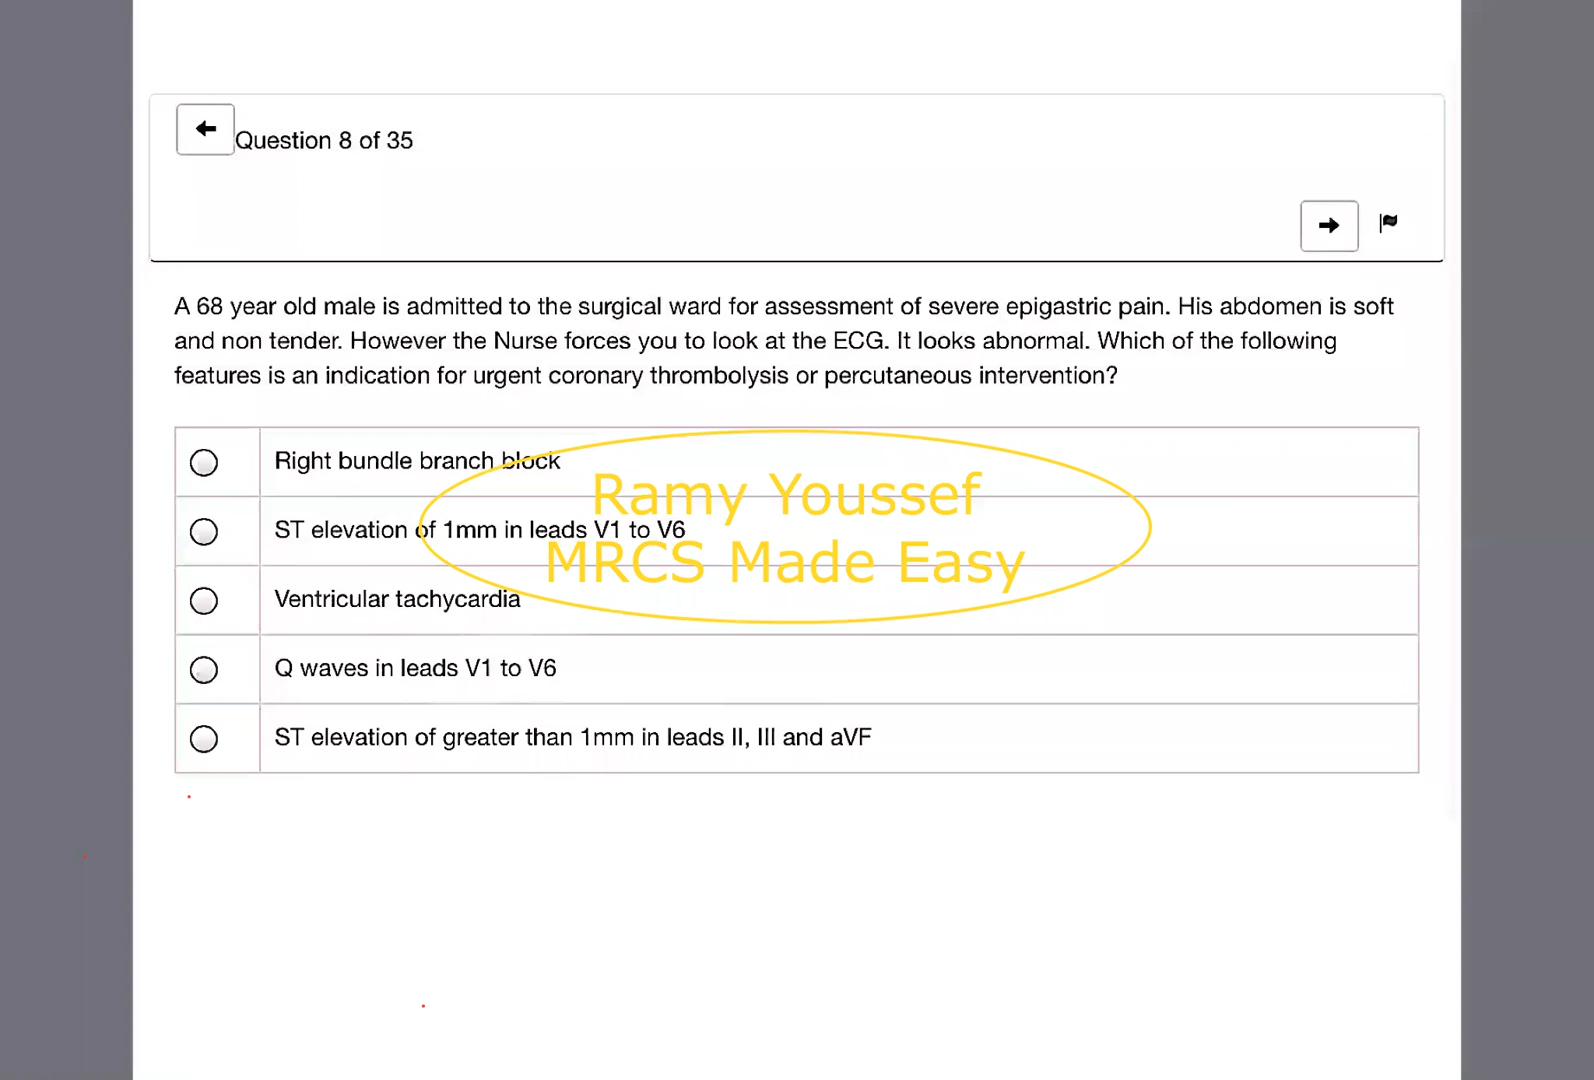 Question 8 of 35
A 68 year old male is admitted to the surgical ward for assessment of severe epigastric pain. His abdomen is soft
and non tender. However the Nurse forces you to look at the ECG. It looks abnormal. Which of the following
features is an indication for urgent coronary thrombolysis or percutaneous intervention?
Right bundle branch block
Ramy Youssef
ST elevation of 1mm in leads V1 to V6
MRCS Made Easy
Ventricular tachycardia
Q waves in leads V1 to V6
ST elevation of greater than 1mm in leads II, III and aVF